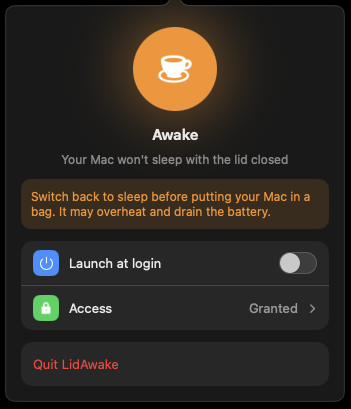 Awake
Your Mac won't sleep with the lid closed
Switch back to sleep before putting your Mac in a
bag. It may overheat and drain the battery.
Launch at login
Access Granted
Quit LidAwake